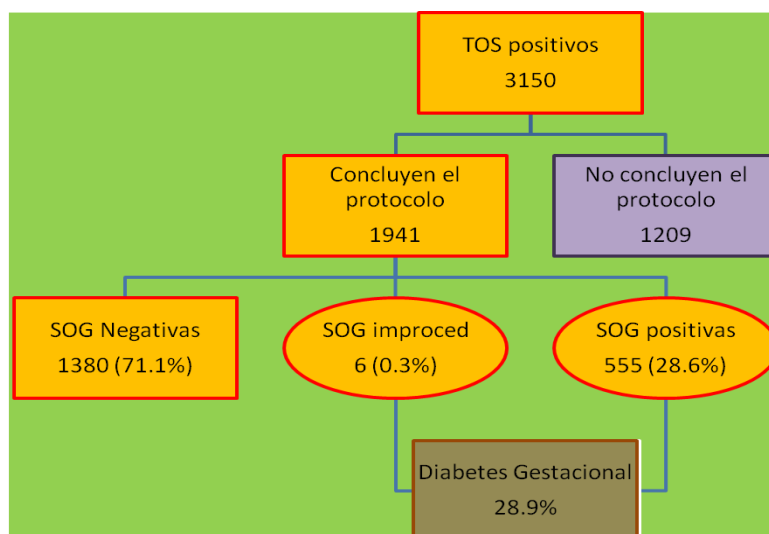 TOS positivos
3150
Concluyen el
protocolo
1941
No concluyen el
protocolo
1209
SOG Negativas
1380 (71.1%)
SOG improced
6 (0.3%)
SOG positivas
555 (28.6%)
Diabetes Gestacional
28.9%